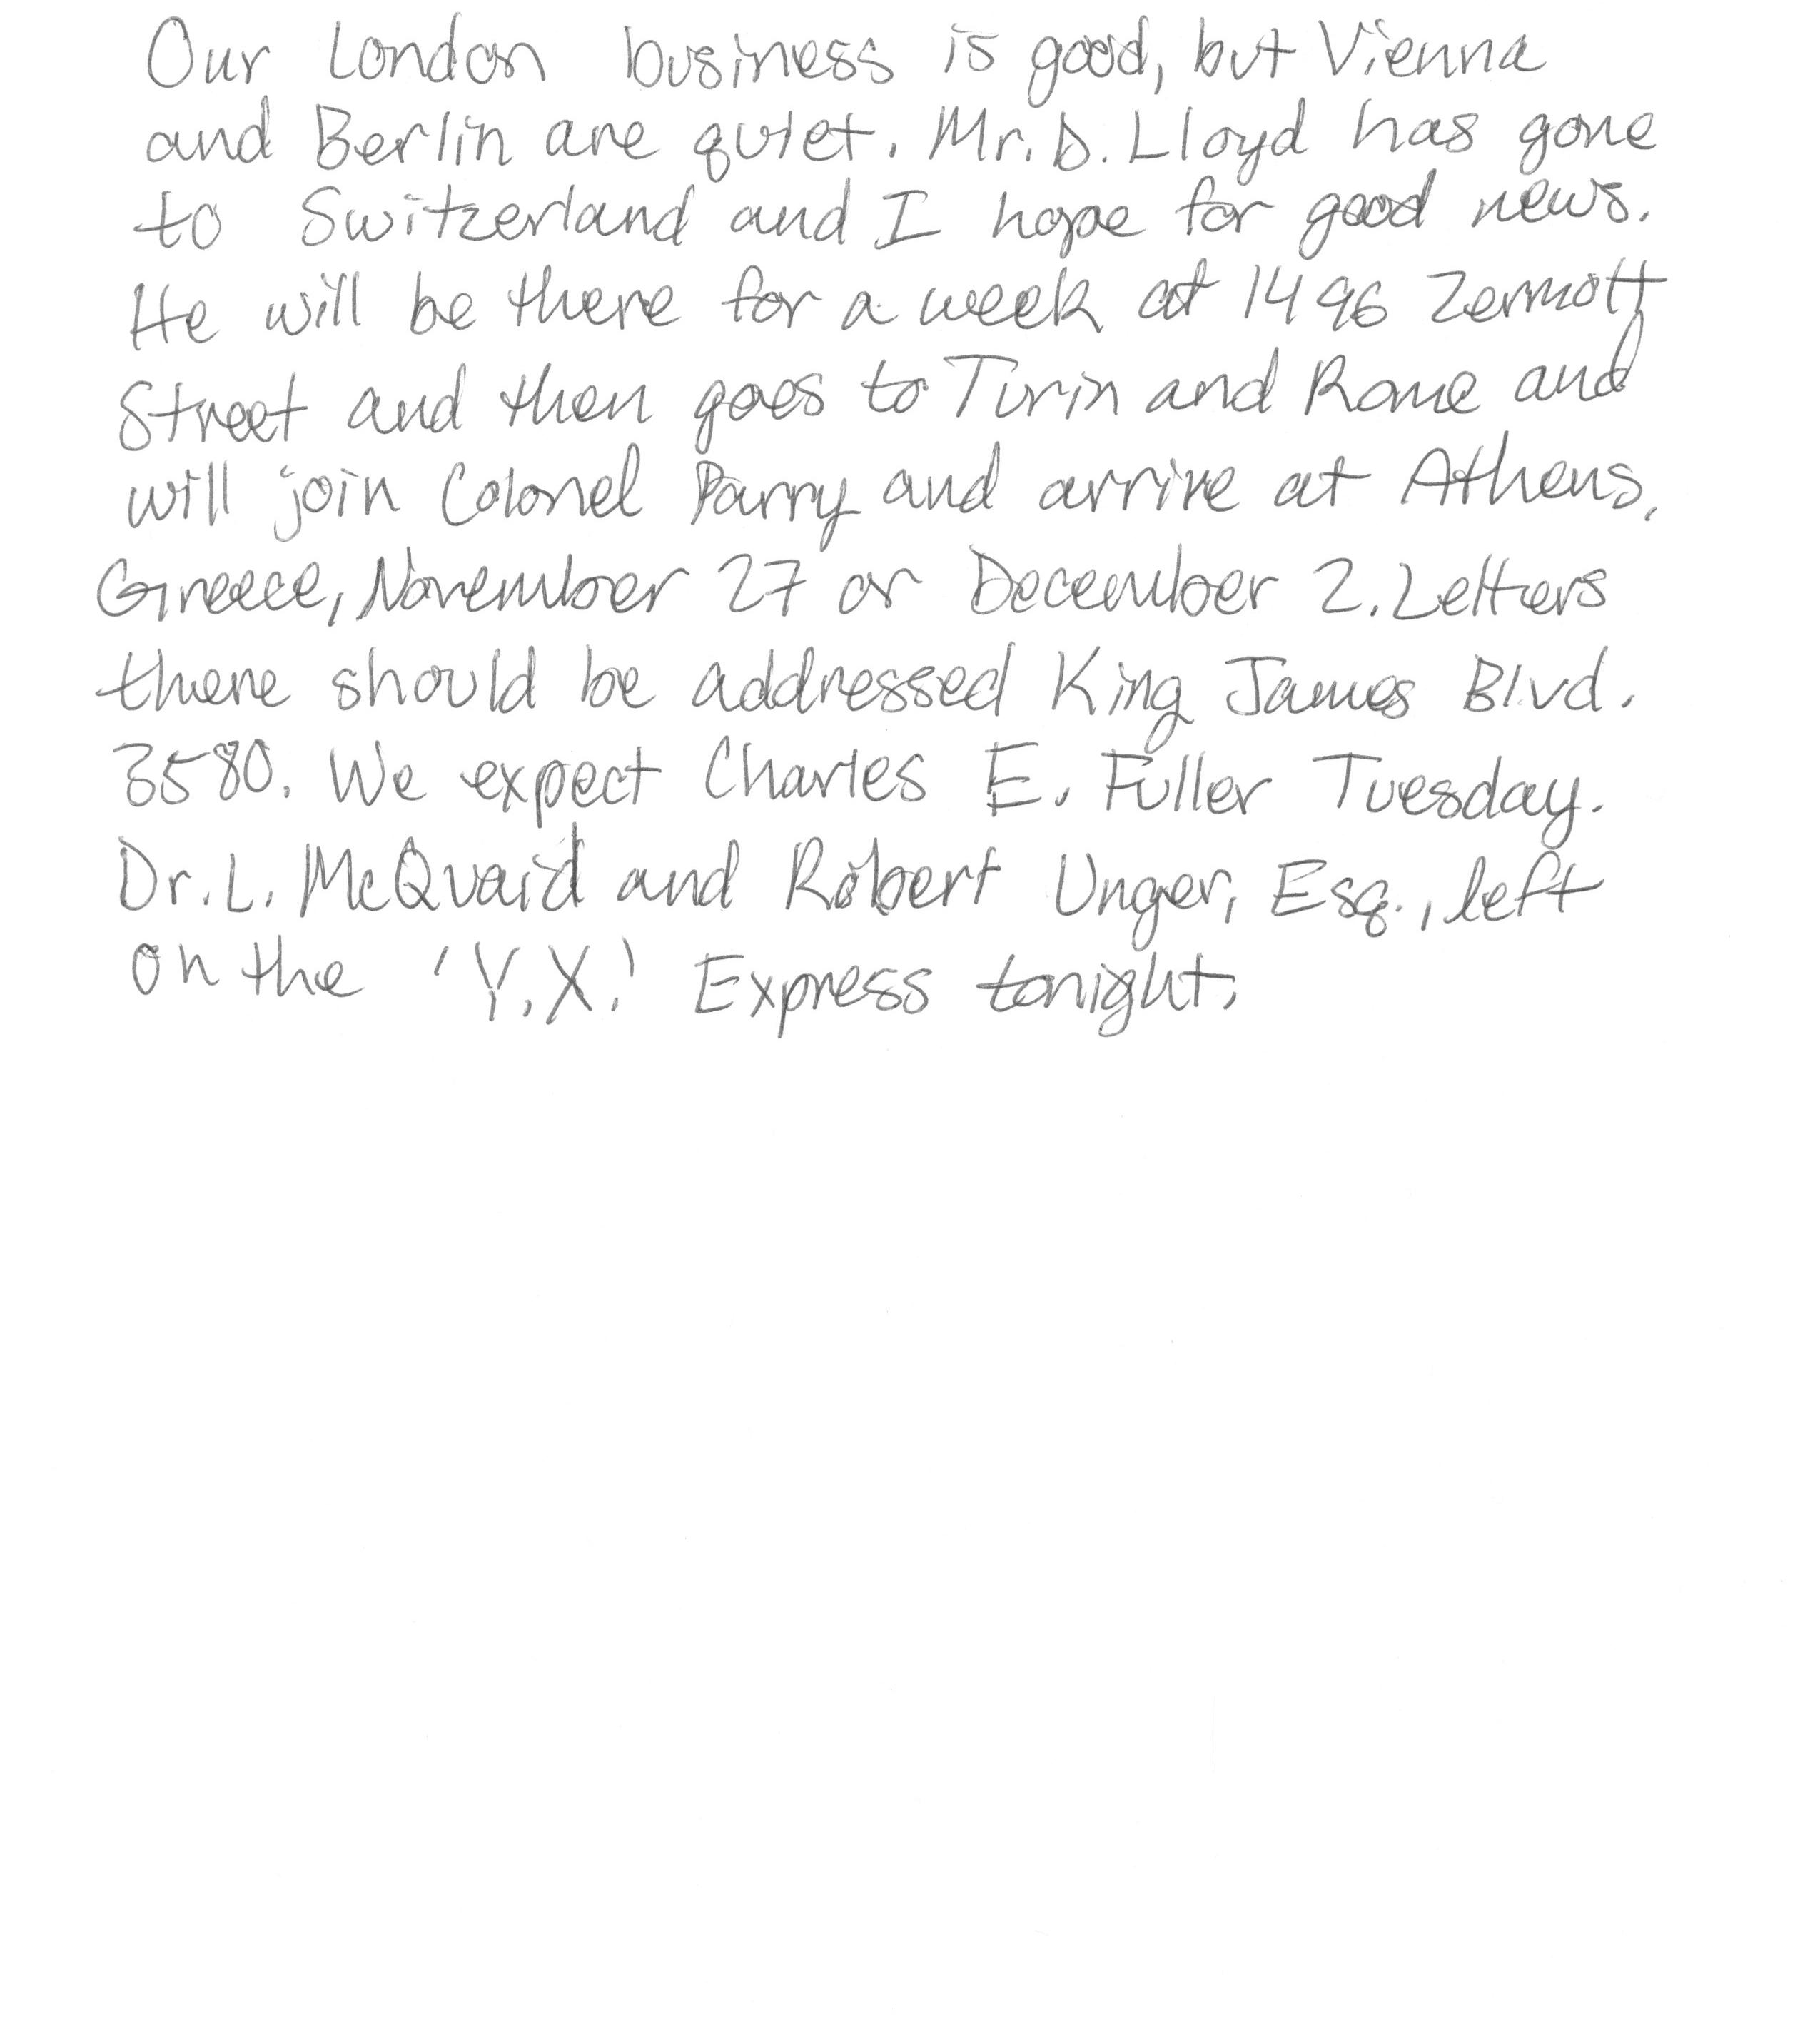 Our London business is good, but Vienna
and Berlin are quiet. Mr. D. Lloyd has gone
to Switzerland and I hope for good news.
He will be there for a week at 1496 Zermott
Street and then goes to Turin and Rome and
will join Colonel Parry and arrive at Athens,
Greece, November 27 or December 2. Letters
there should be addressed King James Blvd.
3580. We expect Charles E. Fuller Tuesday.
Dr. L. McQuaid and Robert Unger, Esq., left
on the 'Y.X.' Express tonight.